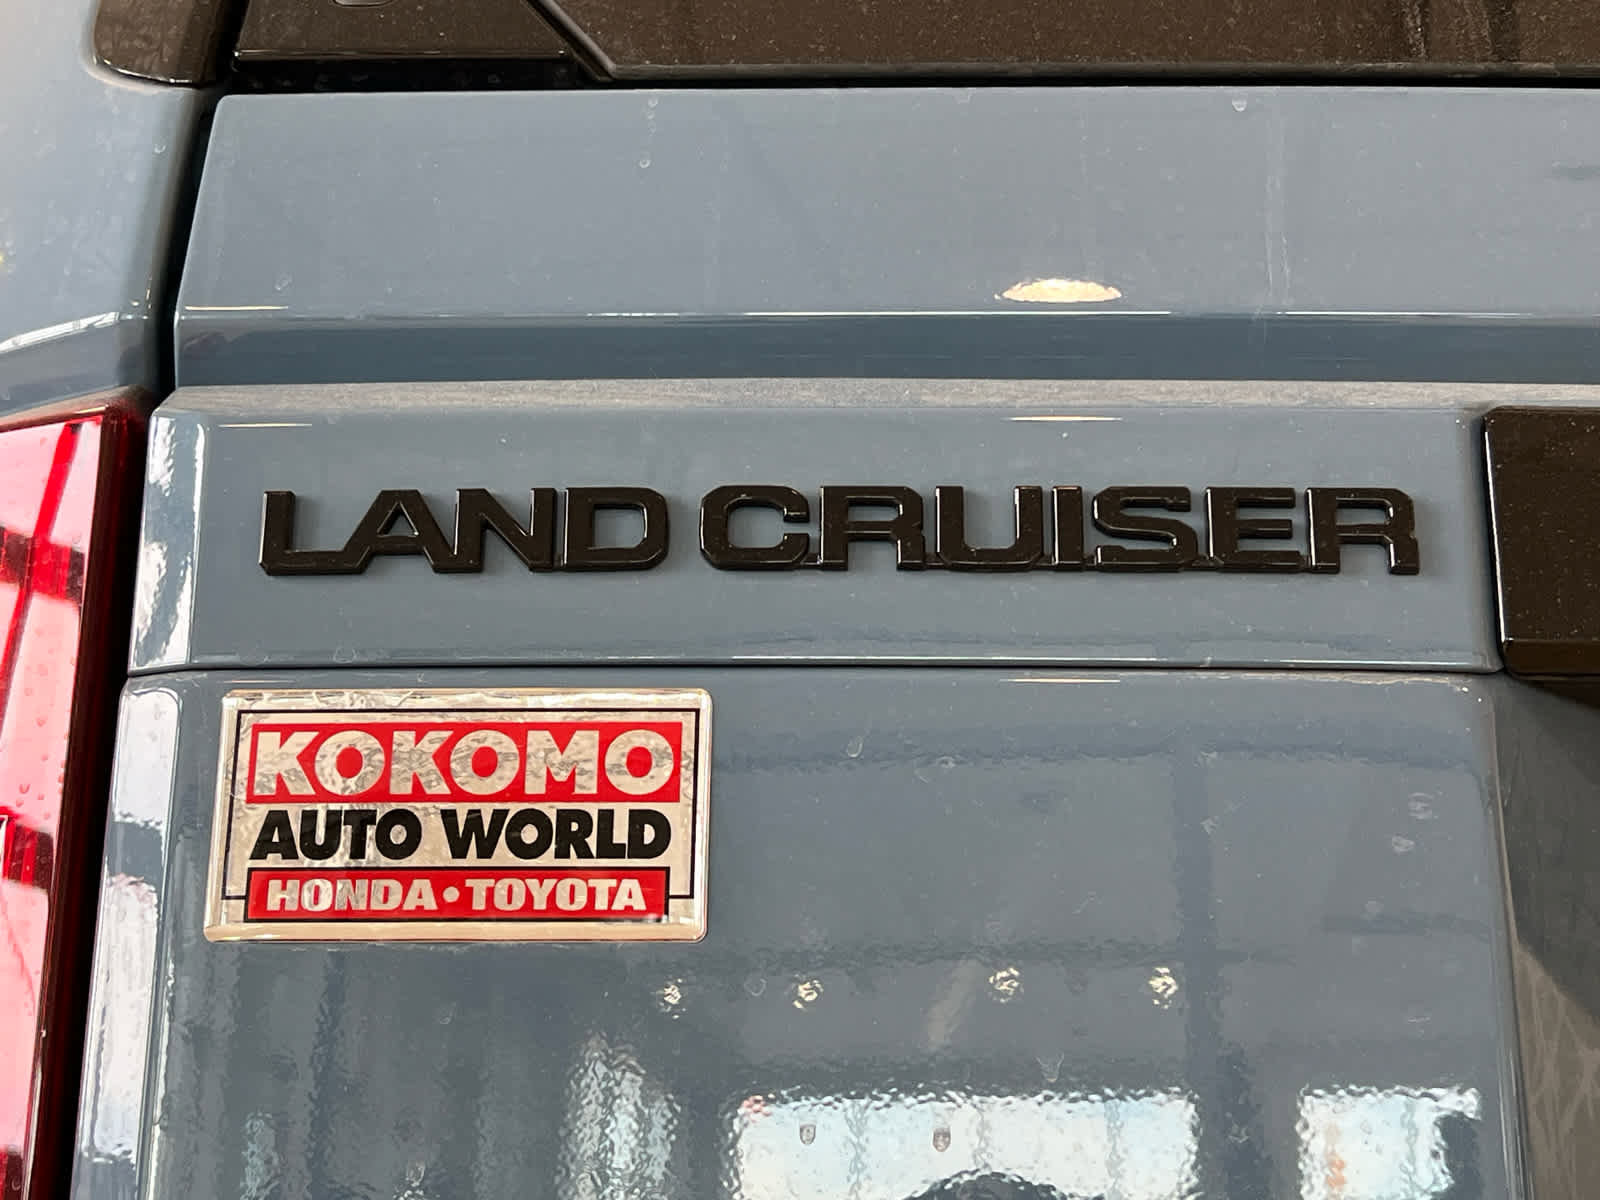 LAND CRUISER
KOKOMO
AUTO WORLD
HONDA•TOYOTA